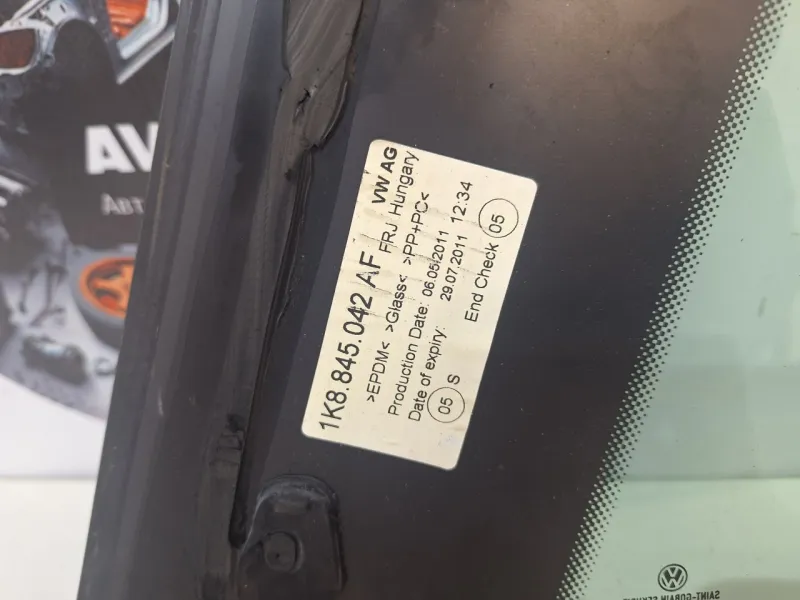 AV
Авт
1K8.845.042 AF VW AG
>EPDM< >Glass< FRJ Hungary
>PP+PC<
Production Date: 06.05.2011 12:34
Date of expiry: 29.07.2011
05 S End Check 05
SAINT-GOBAIN